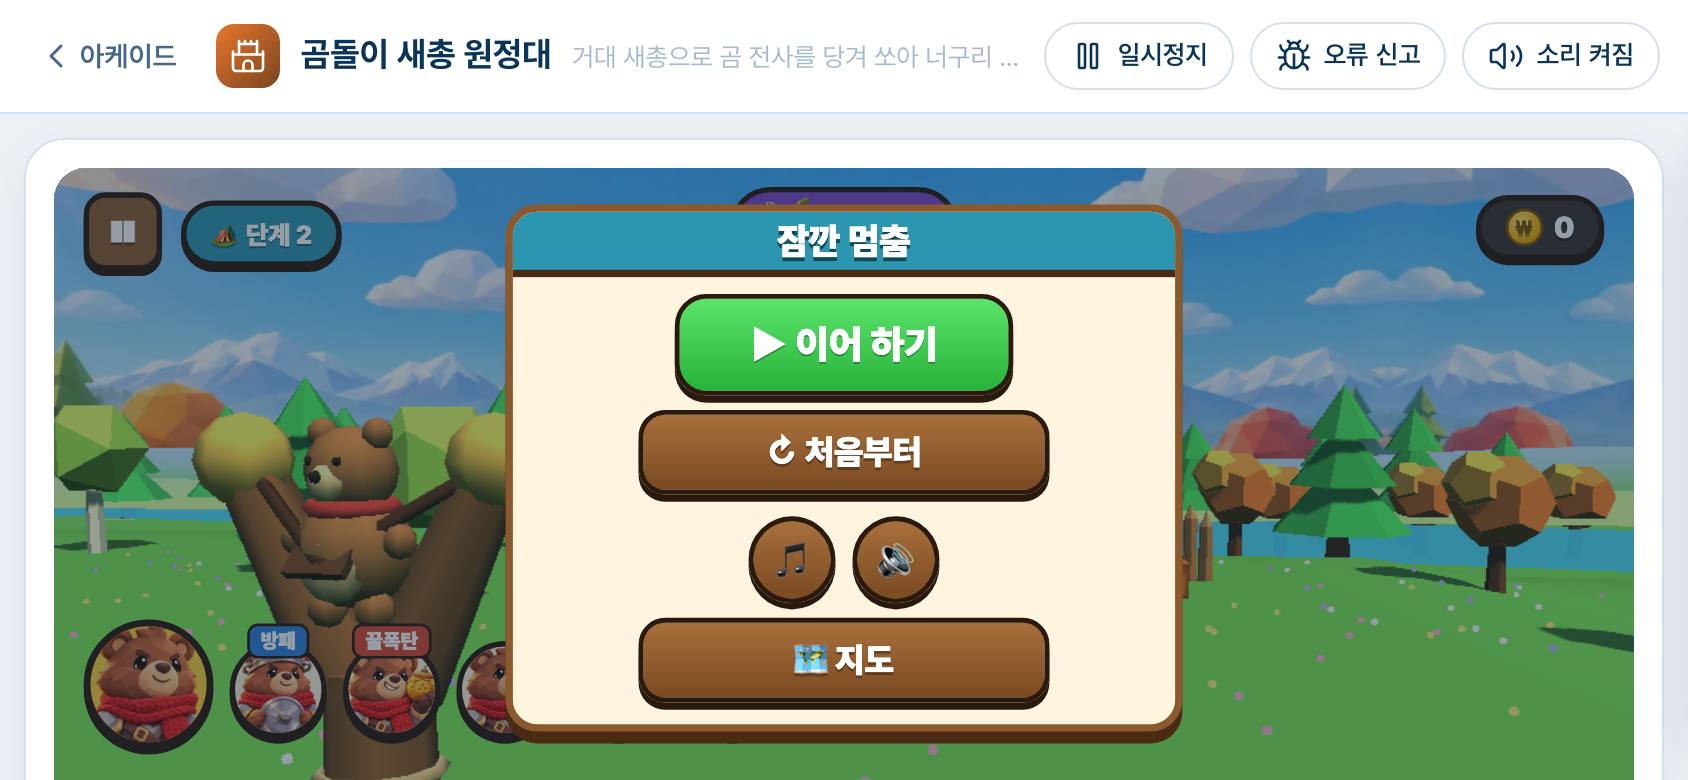 아케이드
곰돌이 새총 원정대
거대 새총으로 곰 전사를 당겨 쏘아 너구리 ...
일시정지
오류 신고
소리 켜짐
단계 2
0
잠깐 멈춤
이어 하기
처음부터
지도
방패
꿀폭탄